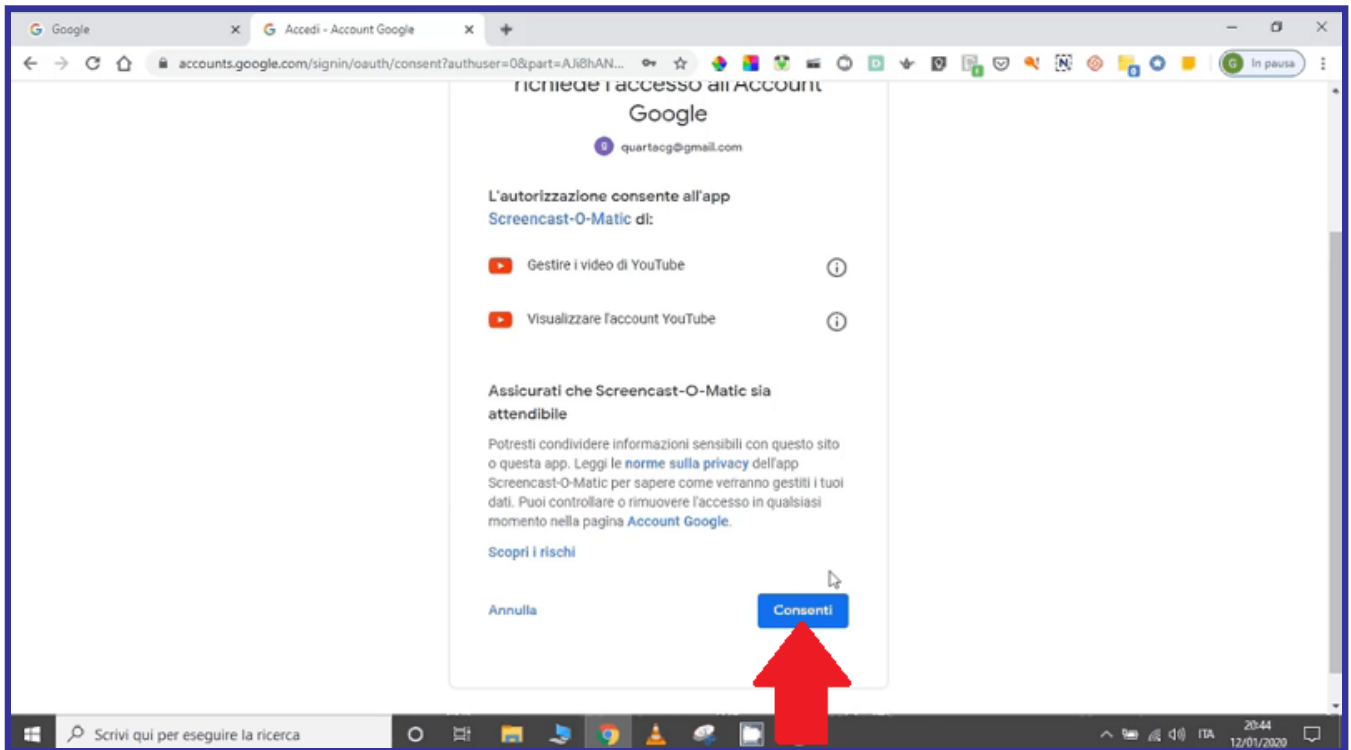 Google
Accedi - Account Google
accounts.google.com/signin/oauth/consent?authuser=0&part=AJi8hAN...
In pausa
richiede l'accesso all'Account
Google
quartacg@gmail.com
L'autorizzazione consente all'app
Screencast-O-Matic di:
Gestire i video di YouTube
Visualizzare l'account YouTube
Assicurati che Screencast-O-Matic sia
attendibile
Potresti condividere informazioni sensibili con questo sito
o questa app. Leggi le norme sulla privacy dell'app
Screencast-O-Matic per sapere come verranno gestiti i tuoi
dati. Puoi controllare o rimuovere l'accesso in qualsiasi
momento nella pagina Account Google.
Scopri i rischi
Annulla
Consenti
Scrivi qui per eseguire la ricerca
ITA
20:44
12/01/2020